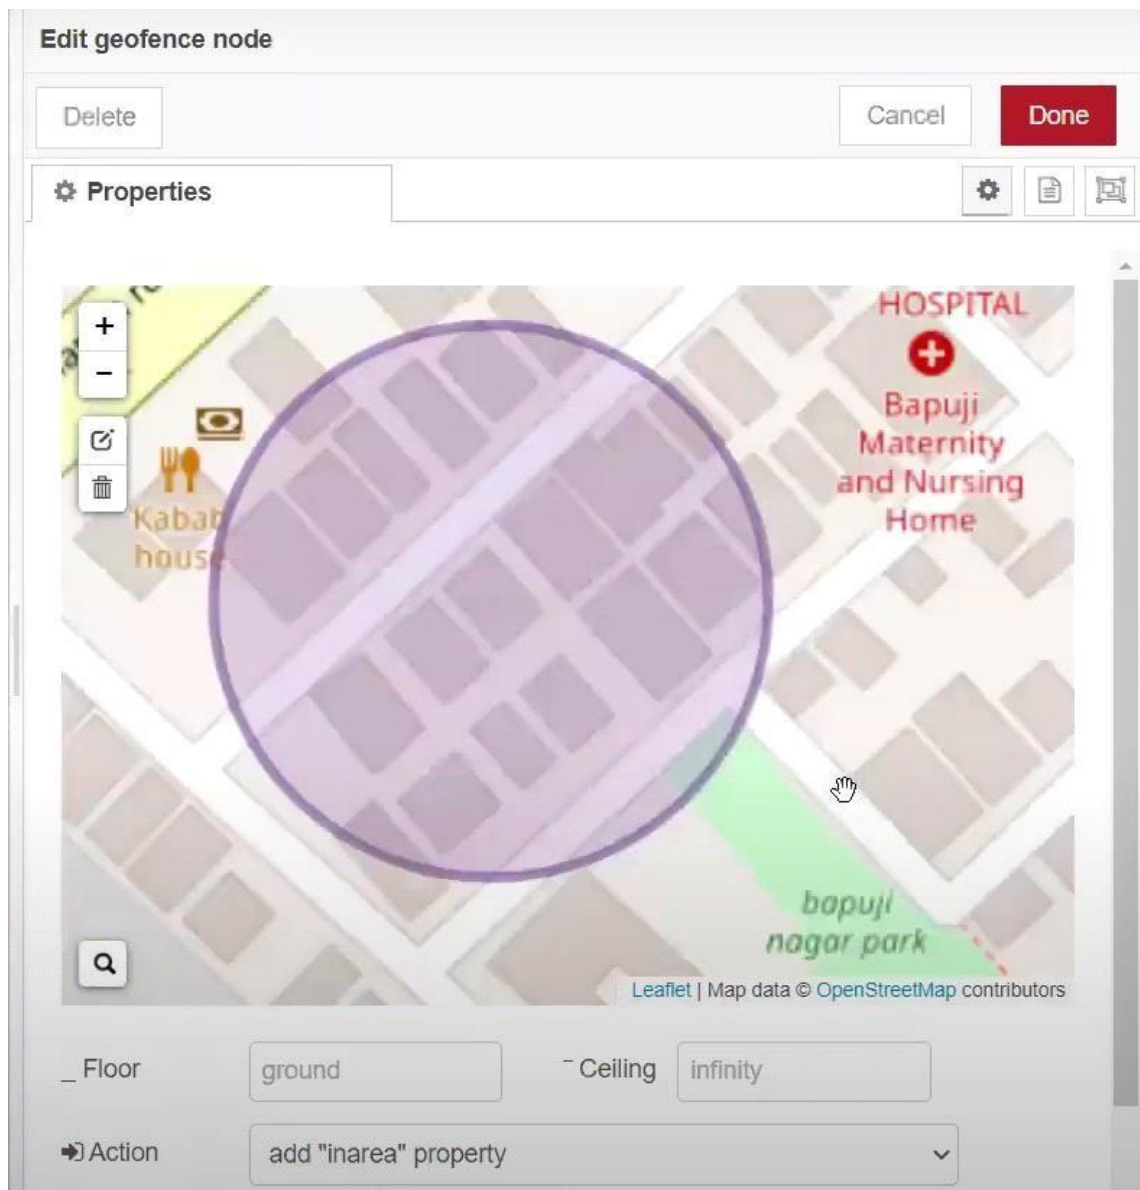 Edit geofence node
Delete
Cancel
Done
Properties
+
−
HOSPITAL
Bapuji
Maternity
and Nursing
Home
Kabab
house
bapuji
nagar park
Leaflet | Map data © OpenStreetMap contributors
Floor
ground
Ceiling
infinity
Action
add "inarea" property